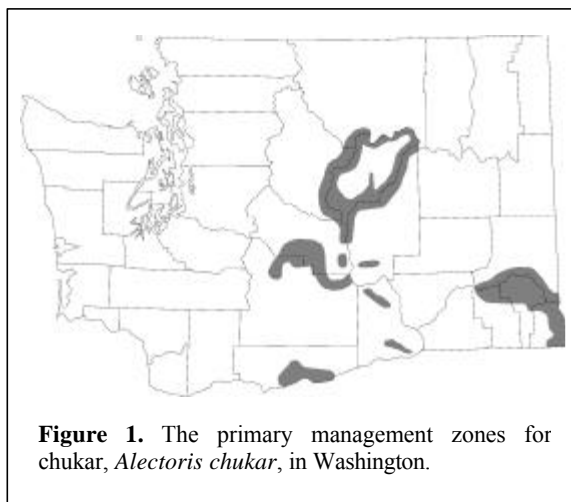 Figure 1. The primary management zones for
chukar, Alectoris chukar, in Washington.